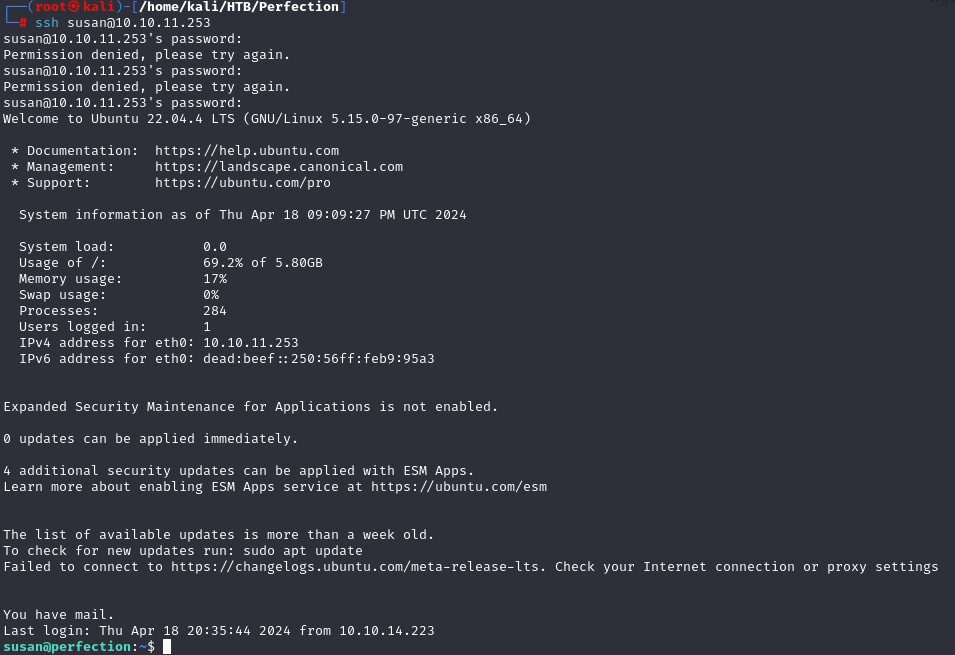 ┌──(root㉿kali)-[/home/kali/HTB/Perfection]
└─# ssh susan@10.10.11.253
susan@10.10.11.253's password:
Permission denied, please try again.
susan@10.10.11.253's password:
Permission denied, please try again.
susan@10.10.11.253's password:
Welcome to Ubuntu 22.04.4 LTS (GNU/Linux 5.15.0-97-generic x86_64)
 * Documentation:  https://help.ubuntu.com
 * Management:     https://landscape.canonical.com
 * Support:        https://ubuntu.com/pro
  System information as of Thu Apr 18 09:09:27 PM UTC 2024
  System load:           0.0
  Usage of /:            69.2% of 5.80GB
  Memory usage:          17%
  Swap usage:            0%
  Processes:             284
  Users logged in:       1
  IPv4 address for eth0: 10.10.11.253
  IPv6 address for eth0: dead:beef::250:56ff:feb9:95a3
Expanded Security Maintenance for Applications is not enabled.
0 updates can be applied immediately.
4 additional security updates can be applied with ESM Apps.
Learn more about enabling ESM Apps service at https://ubuntu.com/esm
The list of available updates is more than a week old.
To check for new updates run: sudo apt update
Failed to connect to https://changelogs.ubuntu.com/meta-release-lts. Check your Internet connection or proxy settings
You have mail.
Last login: Thu Apr 18 20:35:44 2024 from 10.10.14.223
susan@perfection:~$